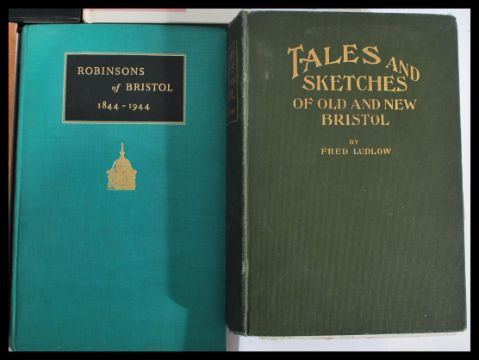 ROBINSONS
of BRISTOL
1844-1944
TALES AND
SKETCHES
OF OLD AND NEW
BRISTOL
BY
FRED LUDLOW